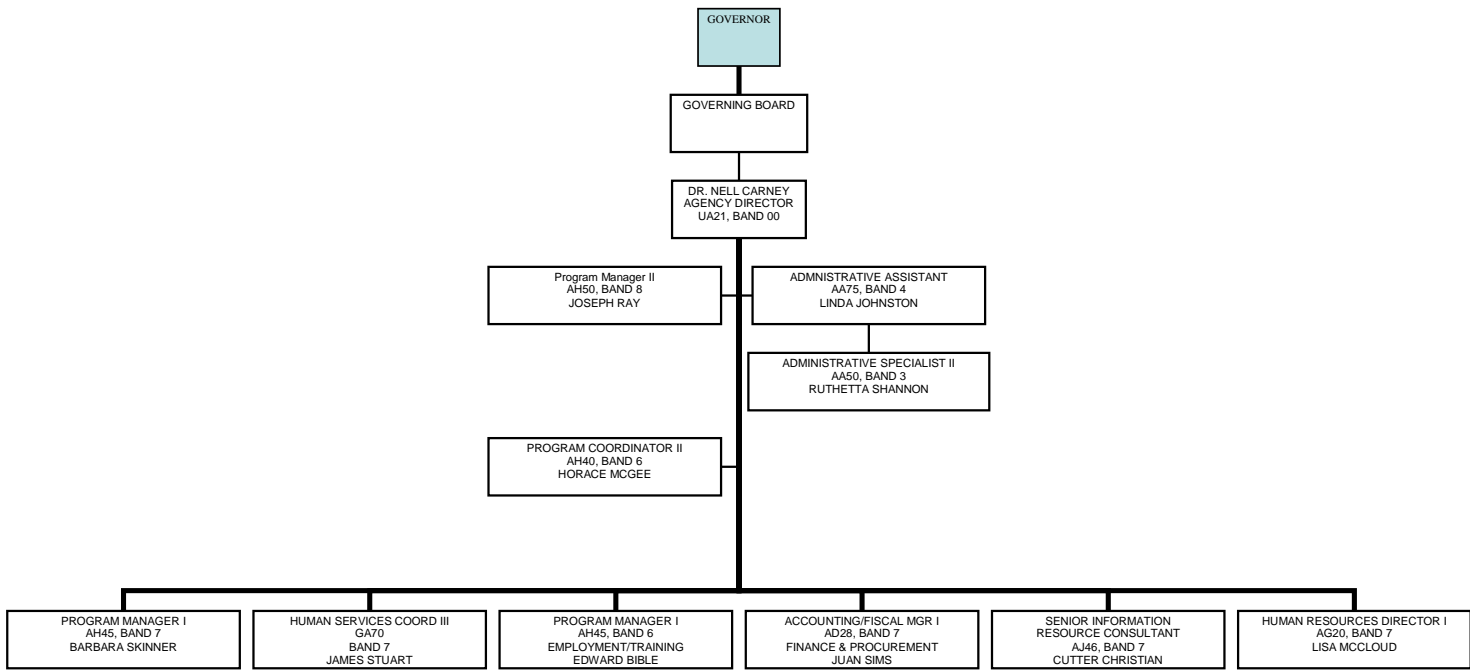 GOVERNOR
GOVERNING BOARD
DR. NELL CARNEY
AGENCY DIRECTOR
UA21, BAND 00
Program Manager II
AH50, BAND 8
JOSEPH RAY
ADMNISTRATIVE ASSISTANT
AA75, BAND 4
LINDA JOHNSTON
ADMINISTRATIVE SPECIALIST II
AA50, BAND 3
RUTHETTA SHANNON
PROGRAM COORDINATOR II
AH40, BAND 6
HORACE MCGEE
PROGRAM MANAGER I
AH45, BAND 7
BARBARA SKINNER
HUMAN SERVICES COORD III
GA70
BAND 7
JAMES STUART
PROGRAM MANAGER I
AH45, BAND 6
EMPLOYMENT/TRAINING
EDWARD BIBLE
ACCOUNTING/FISCAL MGR I
AD28, BAND 7
FINANCE & PROCUREMENT
JUAN SIMS
SENIOR INFORMATION
RESOURCE CONSULTANT
AJ46, BAND 7
CUTTER CHRISTIAN
HUMAN RESOURCES DIRECTOR I
AG20, BAND 7
LISA MCCLOUD